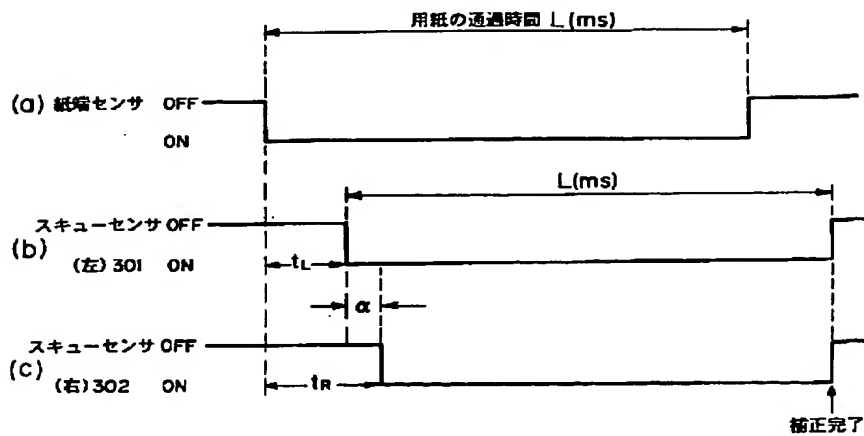 用紙の通過時間 L(ms)
(a) 紙端センサ OFF
ON
L(ms)
スキューセンサ OFF
(b)
(左) 301 ON
tL
α
スキューセンサ OFF
(c)
(右) 302 ON
tR
補正完了